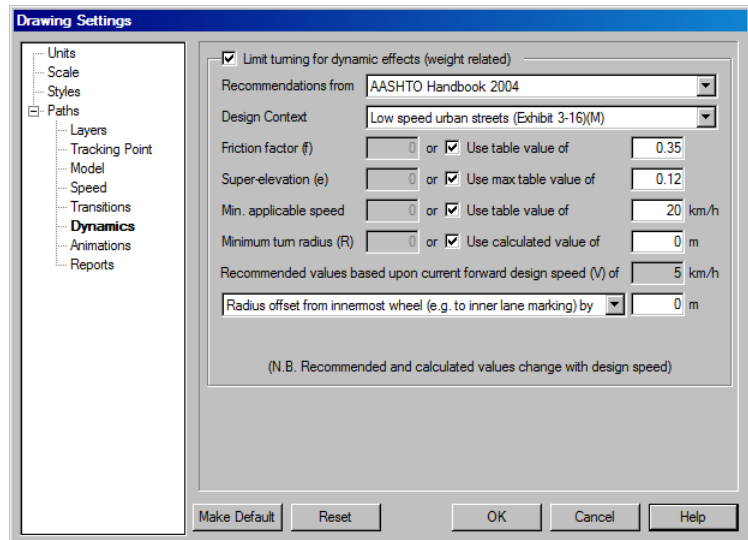 Drawing Settings
Units
Scale
Styles
Paths
Layers
Tracking Point
Model
Speed
Transitions
Dynamics
Animations
Reports
Limit turning for dynamic effects (weight related)
Recommendations from AASHTO Handbook 2004
Design Context Low speed urban streets (Exhibit 3-16)(M)
Friction factor (f) 0 or Use table value of 0.35
Super-elevation (e) 0 or Use max table value of 0.12
Min. applicable speed 0 or Use table value of 20 km/h
Minimum turn radius (R) 0 or Use calculated value of 0 m
Recommended values based upon current forward design speed (V) of 5 km/h
Radius offset from innermost wheel (e.g. to inner lane marking) by 0 m
(N.B. Recommended and calculated values change with design speed)
Make Default Reset OK Cancel Help